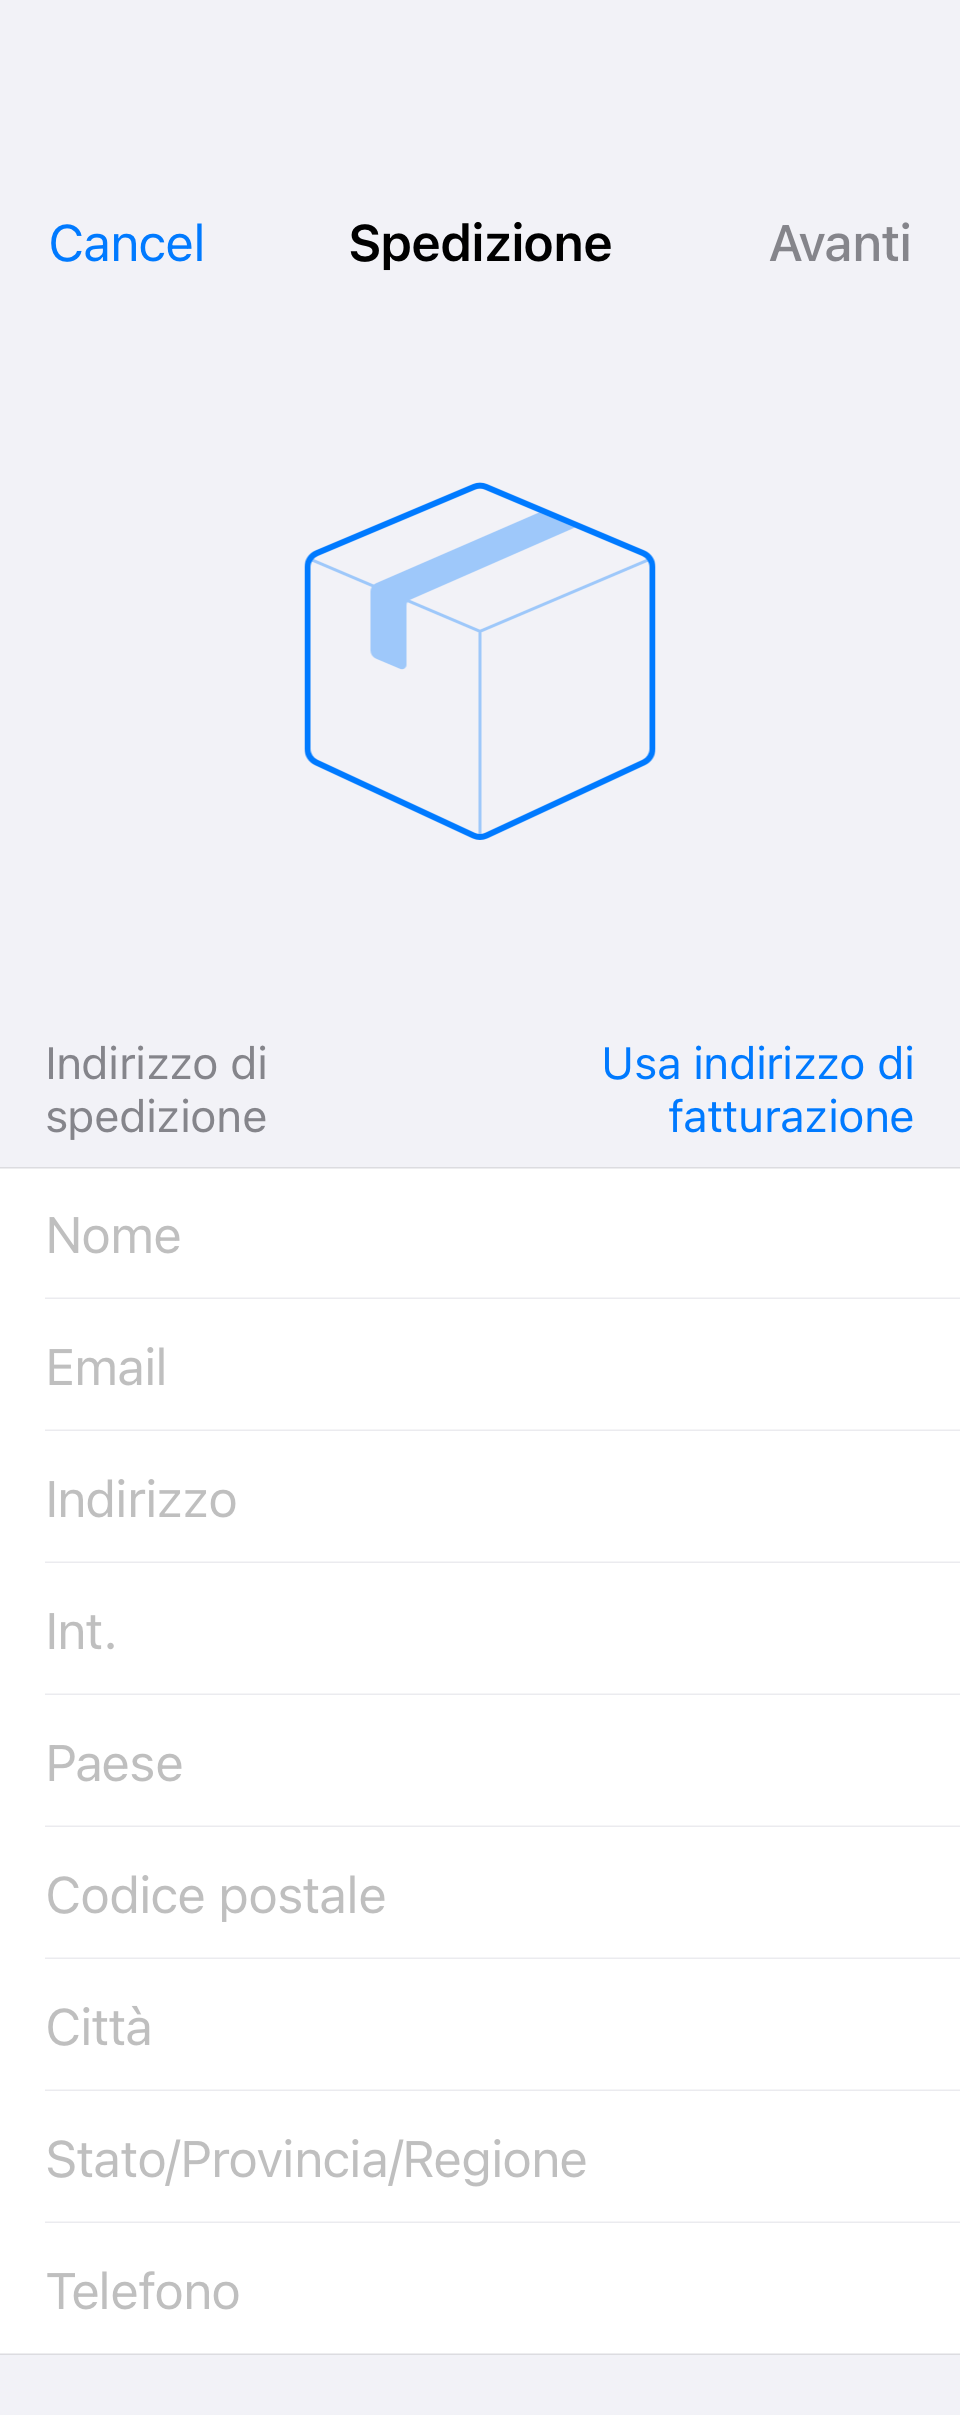 Cancel
Spedizione
Avanti
Indirizzo di
spedizione
Usa indirizzo di
fatturazione
Nome
Email
Indirizzo
Int.
Paese
Codice postale
Città
Stato/Provincia/Regione
Telefono